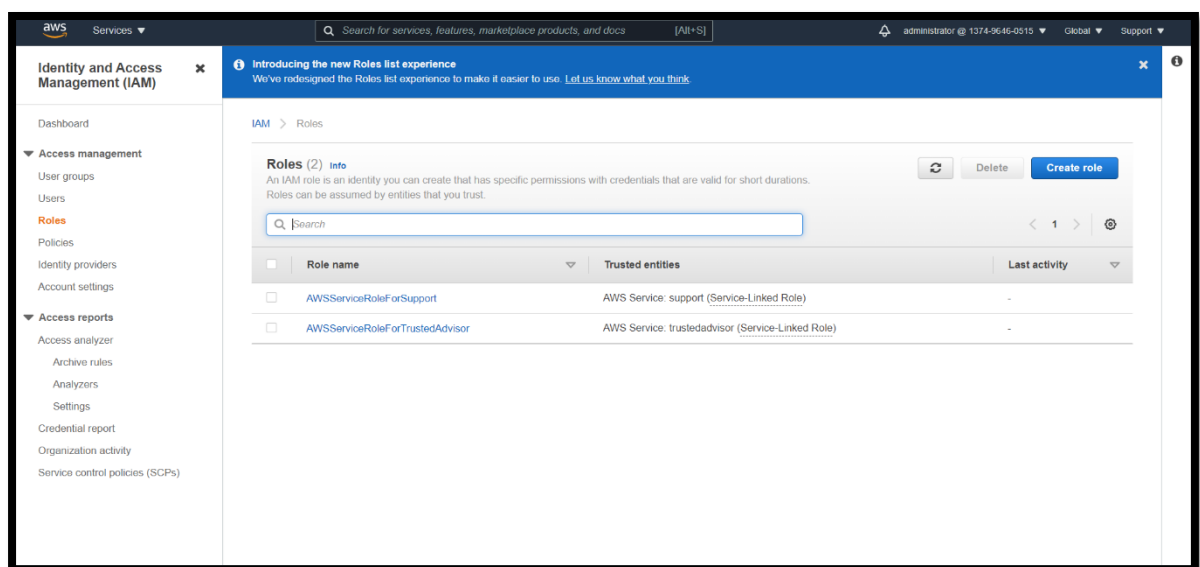 aws
Services
Search for services, features, marketplace products, and docs
[Alt+S]
administrator @ 1374-9646-0515
Global
Support
Identity and Access
Management (IAM)
Dashboard
Access management
User groups
Users
Roles
Policies
Identity providers
Account settings
Access reports
Access analyzer
Archive rules
Analyzers
Settings
Credential report
Organization activity
Service control policies (SCPs)
Introducing the new Roles list experience
We've redesigned the Roles list experience to make it easier to use. Let us know what you think.
IAM > Roles
Roles (2) Info
An IAM role is an identity you can create that has specific permissions with credentials that are valid for short durations.
Roles can be assumed by entities that you trust.
Delete
Create role
Search
< 1 >
Role name
Trusted entities
Last activity
AWSServiceRoleForSupport
AWS Service: support (Service-Linked Role)
-
AWSServiceRoleForTrustedAdvisor
AWS Service: trustedadvisor (Service-Linked Role)
-